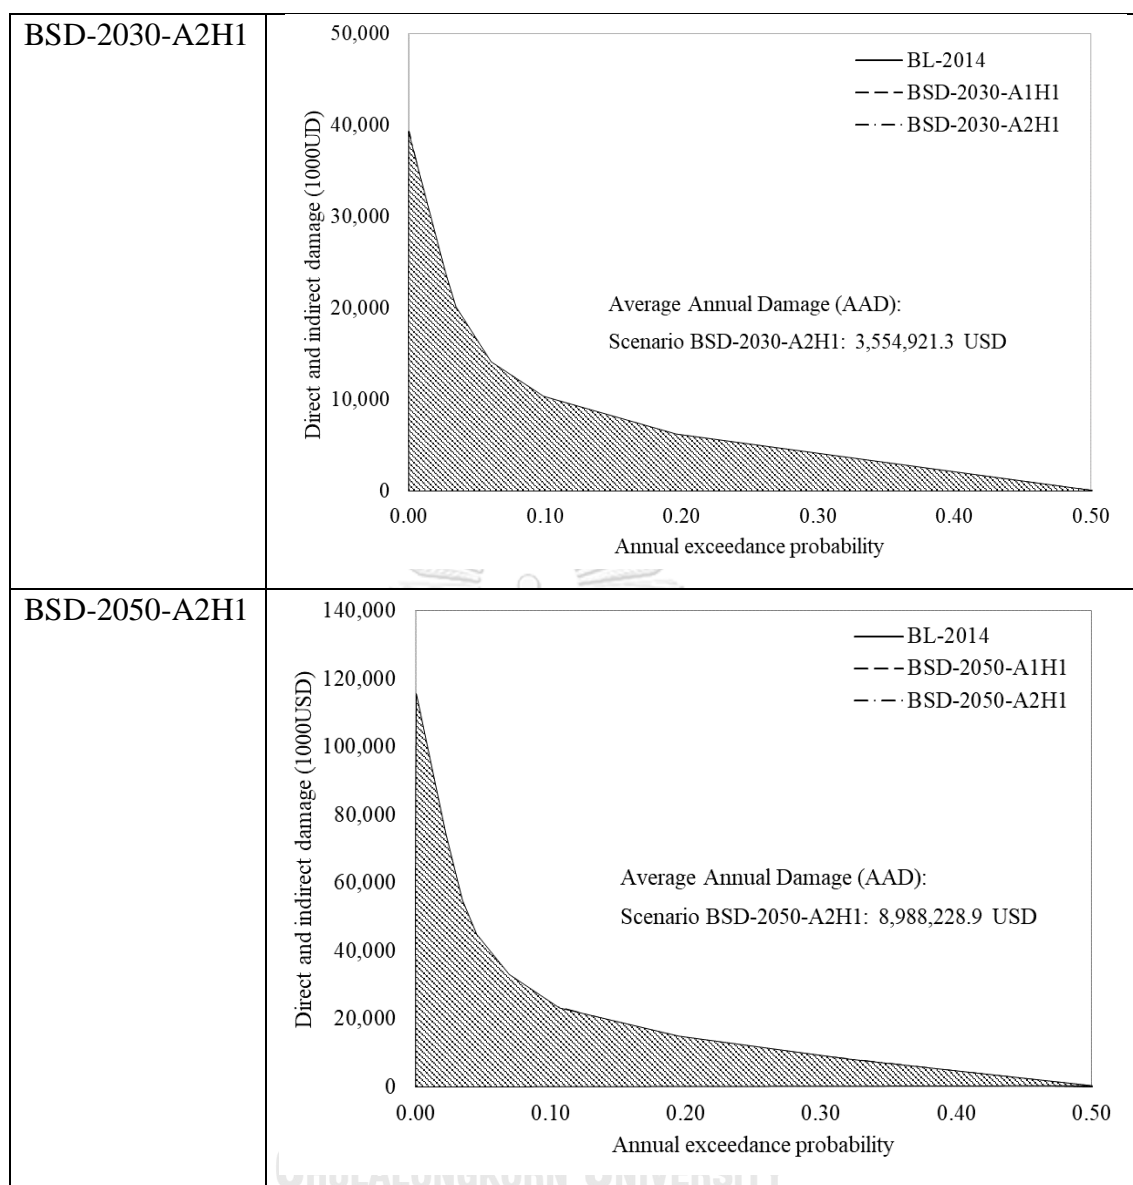 BSD-2030-A2H1
50,000
40,000
30,000
20,000
10,000
0
Direct and indirect damage (1000UD)
BL-2014
BSD-2030-A1H1
BSD-2030-A2H1
Average Annual Damage (AAD):
Scenario BSD-2030-A2H1: 3,554,921.3 USD
0.00 0.10 0.20 0.30 0.40 0.50
Annual exceedance probability
BSD-2050-A2H1
140,000
120,000
100,000
80,000
60,000
40,000
20,000
0
Direct and indirect damage (1000USD)
BL-2014
BSD-2050-A1H1
BSD-2050-A2H1
Average Annual Damage (AAD):
Scenario BSD-2050-A2H1: 8,988,228.9 USD
0.00 0.10 0.20 0.30 0.40 0.50
Annual exceedance probability
CHULALONGKORN UNIVERSITY